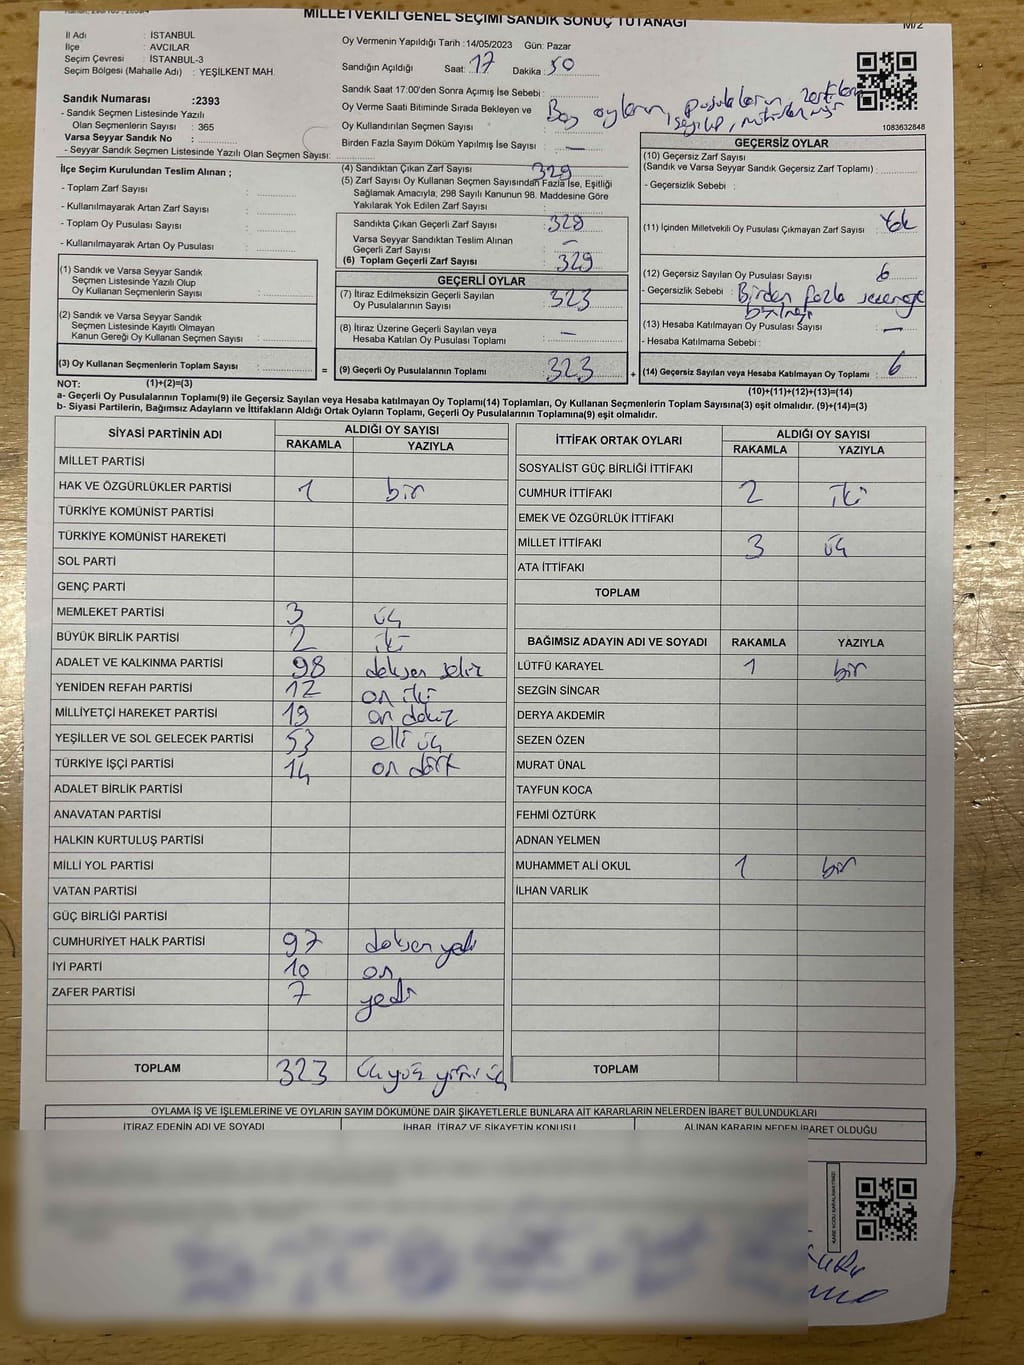 MİLLETVEKİLİ GENEL SEÇİMİ SANDIK SONUÇ TUTANAĞI
M/2
İl Adı : İSTANBUL
İlçe : AVCILAR
Seçim Çevresi : İSTANBUL-3
Seçim Bölgesi (Mahalle Adı) : YEŞİLKENT MAH.
Sandık Numarası :2393
- Sandık Seçmen Listesinde Yazılı
Olan Seçmenlerin Sayısı : 365
Varsa Seyyar Sandık No :
- Seyyar Sandık Seçmen Listesinde Yazılı Olan Seçmen Sayısı:
İlçe Seçim Kurulundan Teslim Alınan ;
- Toplam Zarf Sayısı :
- Kullanılmayarak Artan Zarf Sayısı :
- Toplam Oy Pusulası Sayısı :
- Kullanılmayarak Artan Oy Pusulası :
(1) Sandık ve Varsa Seyyar Sandık
Seçmen Listesinde Yazılı Olup
Oy Kullanan Seçmenlerin Sayısı :
(2) Sandık ve Varsa Seyyar Sandık
Seçmen Listesinde Kayıtlı Olmayan
Kanun Gereği Oy Kullanan Seçmen Sayısı :
(3) Oy Kullanan Seçmenlerin Toplam Sayısı : =
Oy Vermenin Yapıldığı Tarih :14/05/2023 Gün: Pazar
Sandığın Açıldığı Saat: 17 Dakika : 50
Sandık Saat 17:00'den Sonra Açımış İse Sebebi :
Oy Verme Saati Bitiminde Sırada Bekleyen ve
Oy Kullandırılan Seçmen Sayısı :
Boş oyların, pusulaların, zarfların
Birden Fazla Sayım Döküm Yapılmış İse Sayısı : —
(4) Sandıktan Çıkan Zarf Sayısı 329
(5) Zarf Sayısı Oy Kullanan Seçmen Sayısından Fazla İse, Eşitliği
Sağlamak Amacıyla, 298 Sayılı Kanunun 98. Maddesine Göre
Yakılarak Yok Edilen Zarf Sayısı :
Sandıkta Çıkan Geçerli Zarf Sayısı : 329
Varsa Seyyar Sandıktan Teslim Alınan
Geçerli Zarf Sayısı : —
(6) Toplam Geçerli Zarf Sayısı : 329
GEÇERLİ OYLAR
(7) İtiraz Edilmeksizin Geçerli Sayılan
Oy Pusulalarının Sayısı : 323
(8) İtiraz Üzerine Geçerli Sayılan veya
Hesaba Katılan Oy Pusulası Toplamı : —
(9) Geçerli Oy Pusulalarının Toplamı : 323 +
1083632848
GEÇERSİZ OYLAR
(10) Geçersiz Zarf Sayısı
(Sandık ve Varsa Seyyar Sandık Geçersiz Zarf Toplamı) :
- Geçersizlik Sebebi :
(11) İçinden Milletvekili Oy Pusulası Çıkmayan Zarf Sayısı : Yok
(12) Geçersiz Sayılan Oy Pusulası Sayısı : 6
- Geçersizlik Sebebi : Birden fazla seçeneğe
(13) Hesaba Katılmayan Oy Pusulası Sayısı : —
- Hesaba Katılmama Sebebi :
(14) Geçersiz Sayılan veya Hesaba Katılmayan Oy Toplamı : 6
NOT: (1)+(2)=(3)
(10)+(11)+(12)+(13)=(14)
a- Geçerli Oy Pusulalarının Toplamı(9) ile Geçersiz Sayılan veya Hesaba katılmayan Oy Toplamı(14) Toplamları, Oy Kullanan Seçmenlerin Toplam Sayısına(3) eşit olmalıdır. (9)+(14)=(3)
b- Siyasi Partilerin, Bağımsız Adayların ve İttifakların Aldığı Ortak Oyların Toplamı, Geçerli Oy Pusulalarının Toplamına(9) eşit olmalıdır.
SİYASİ PARTİNİN ADI ALDIĞI OY SAYISI
RAKAMLA YAZIYLA
MİLLET PARTİSİ
HAK VE ÖZGÜRLÜKLER PARTİSİ 1 bir
TÜRKİYE KOMÜNİST PARTİSİ
TÜRKİYE KOMÜNİST HAREKETİ
SOL PARTİ
GENÇ PARTİ
MEMLEKET PARTİSİ 3 üç
BÜYÜK BİRLİK PARTİSİ 2 iki
ADALET VE KALKINMA PARTİSİ 98 doksan sekiz
YENİDEN REFAH PARTİSİ 12 on iki
MİLLİYETÇİ HAREKET PARTİSİ 19 on dokuz
YEŞİLLER VE SOL GELECEK PARTİSİ 53 elli üç
TÜRKİYE İŞÇİ PARTİSİ 14 on dört
ADALET BİRLİK PARTİSİ
ANAVATAN PARTİSİ
HALKIN KURTULUŞ PARTİSİ
MİLLİ YOL PARTİSİ
VATAN PARTİSİ
GÜÇ BİRLİĞİ PARTİSİ
CUMHURİYET HALK PARTİSİ 97 doksan yedi
İYİ PARTİ 10 on
ZAFER PARTİSİ 7 yedi
TOPLAM 323 üç yüz yirmi üç
İTTİFAK ORTAK OYLARI ALDIĞI OY SAYISI
RAKAMLA YAZIYLA
SOSYALİST GÜÇ BİRLİĞİ İTTİFAKI
CUMHUR İTTİFAKI 2 iki
EMEK VE ÖZGÜRLÜK İTTİFAKI
MİLLET İTTİFAKI 3 üç
ATA İTTİFAKI
TOPLAM
BAĞIMSIZ ADAYIN ADI VE SOYADI RAKAMLA YAZIYLA
LÜTFÜ KARAYEL 1 bir
SEZGİN SİNCAR
DERYA AKDEMİR
SEZEN ÖZEN
MURAT ÜNAL
TAYFUN KOCA
FEHMİ ÖZTÜRK
ADNAN YELMEN
MUHAMMET ALİ OKUL 1 bir
İLHAN VARLIK
TOPLAM
OYLAMA İŞ VE İŞLEMLERİNE VE OYLARIN SAYIM DÖKÜMÜNE DAİR ŞİKAYETLERLE BUNLARA AİT KARARLARIN NELERDEN İBARET BULUNDUKLARI
İTİRAZ EDENİN ADI VE SOYADI İHBAR, İTİRAZ VE ŞİKAYETİN KONUSU ALINAN KARARIN NEDEN İBARET OLDUĞU